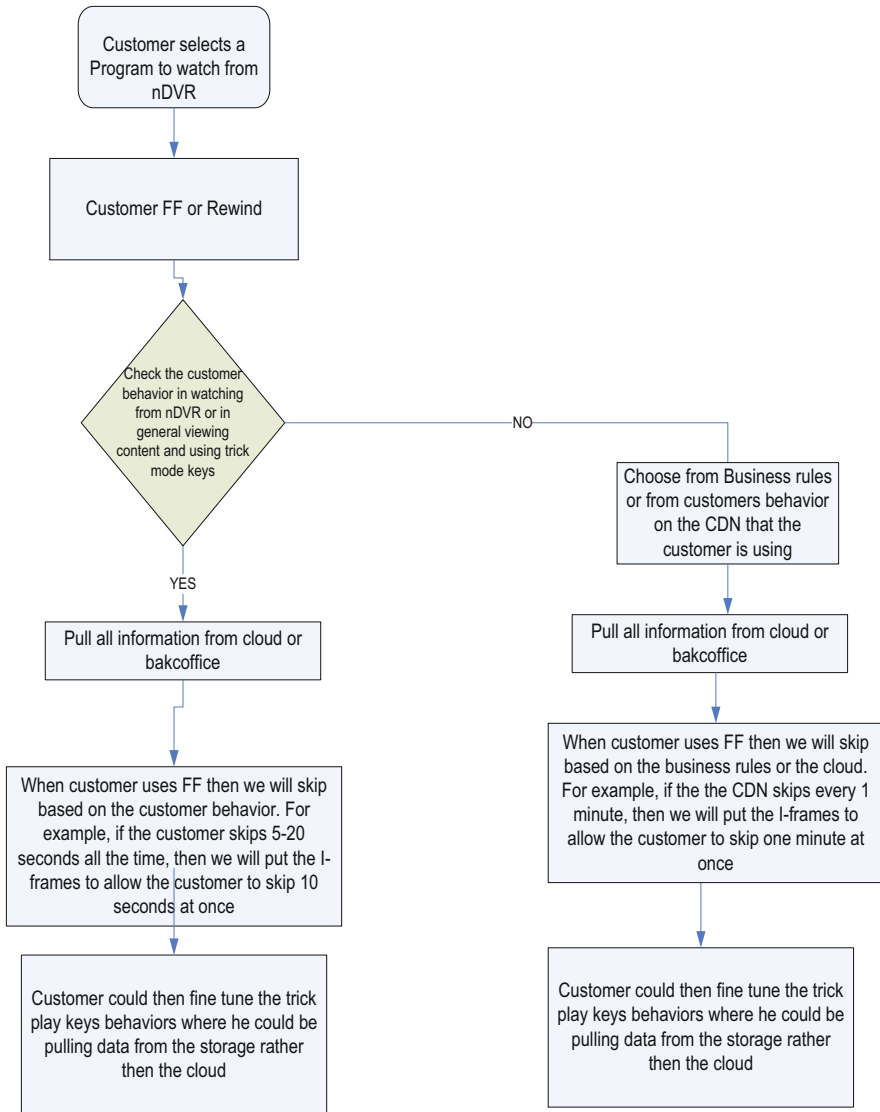 Customer selects a
Program to watch from
nDVR
Customer FF or Rewind
Check the customer
behavior in watching
from nDVR or in
general viewing
content and using trick
mode keys
NO
Choose from Business rules
or from customers behavior
on the CDN that the
customer is using
YES
Pull all information from cloud or
bakcoffice
Pull all information from cloud or
bakcoffice
When customer uses FF then we will skip
based on the customer behavior. For
example, if the customer skips 5-20
seconds all the time, then we will put the I-
frames to allow the customer to skip 10
seconds at once
When customer uses FF then we will skip
based on the business rules or the cloud.
For example, if the the CDN skips every 1
minute, then we will put the I-frames to
allow the customer to skip one minute at
once
Customer could then fine tune the trick
play keys behaviors where he could be
pulling data from the storage rather
then the cloud
Customer could then fine tune the trick
play keys behaviors where he could be
pulling data from the storage rather
then the cloud